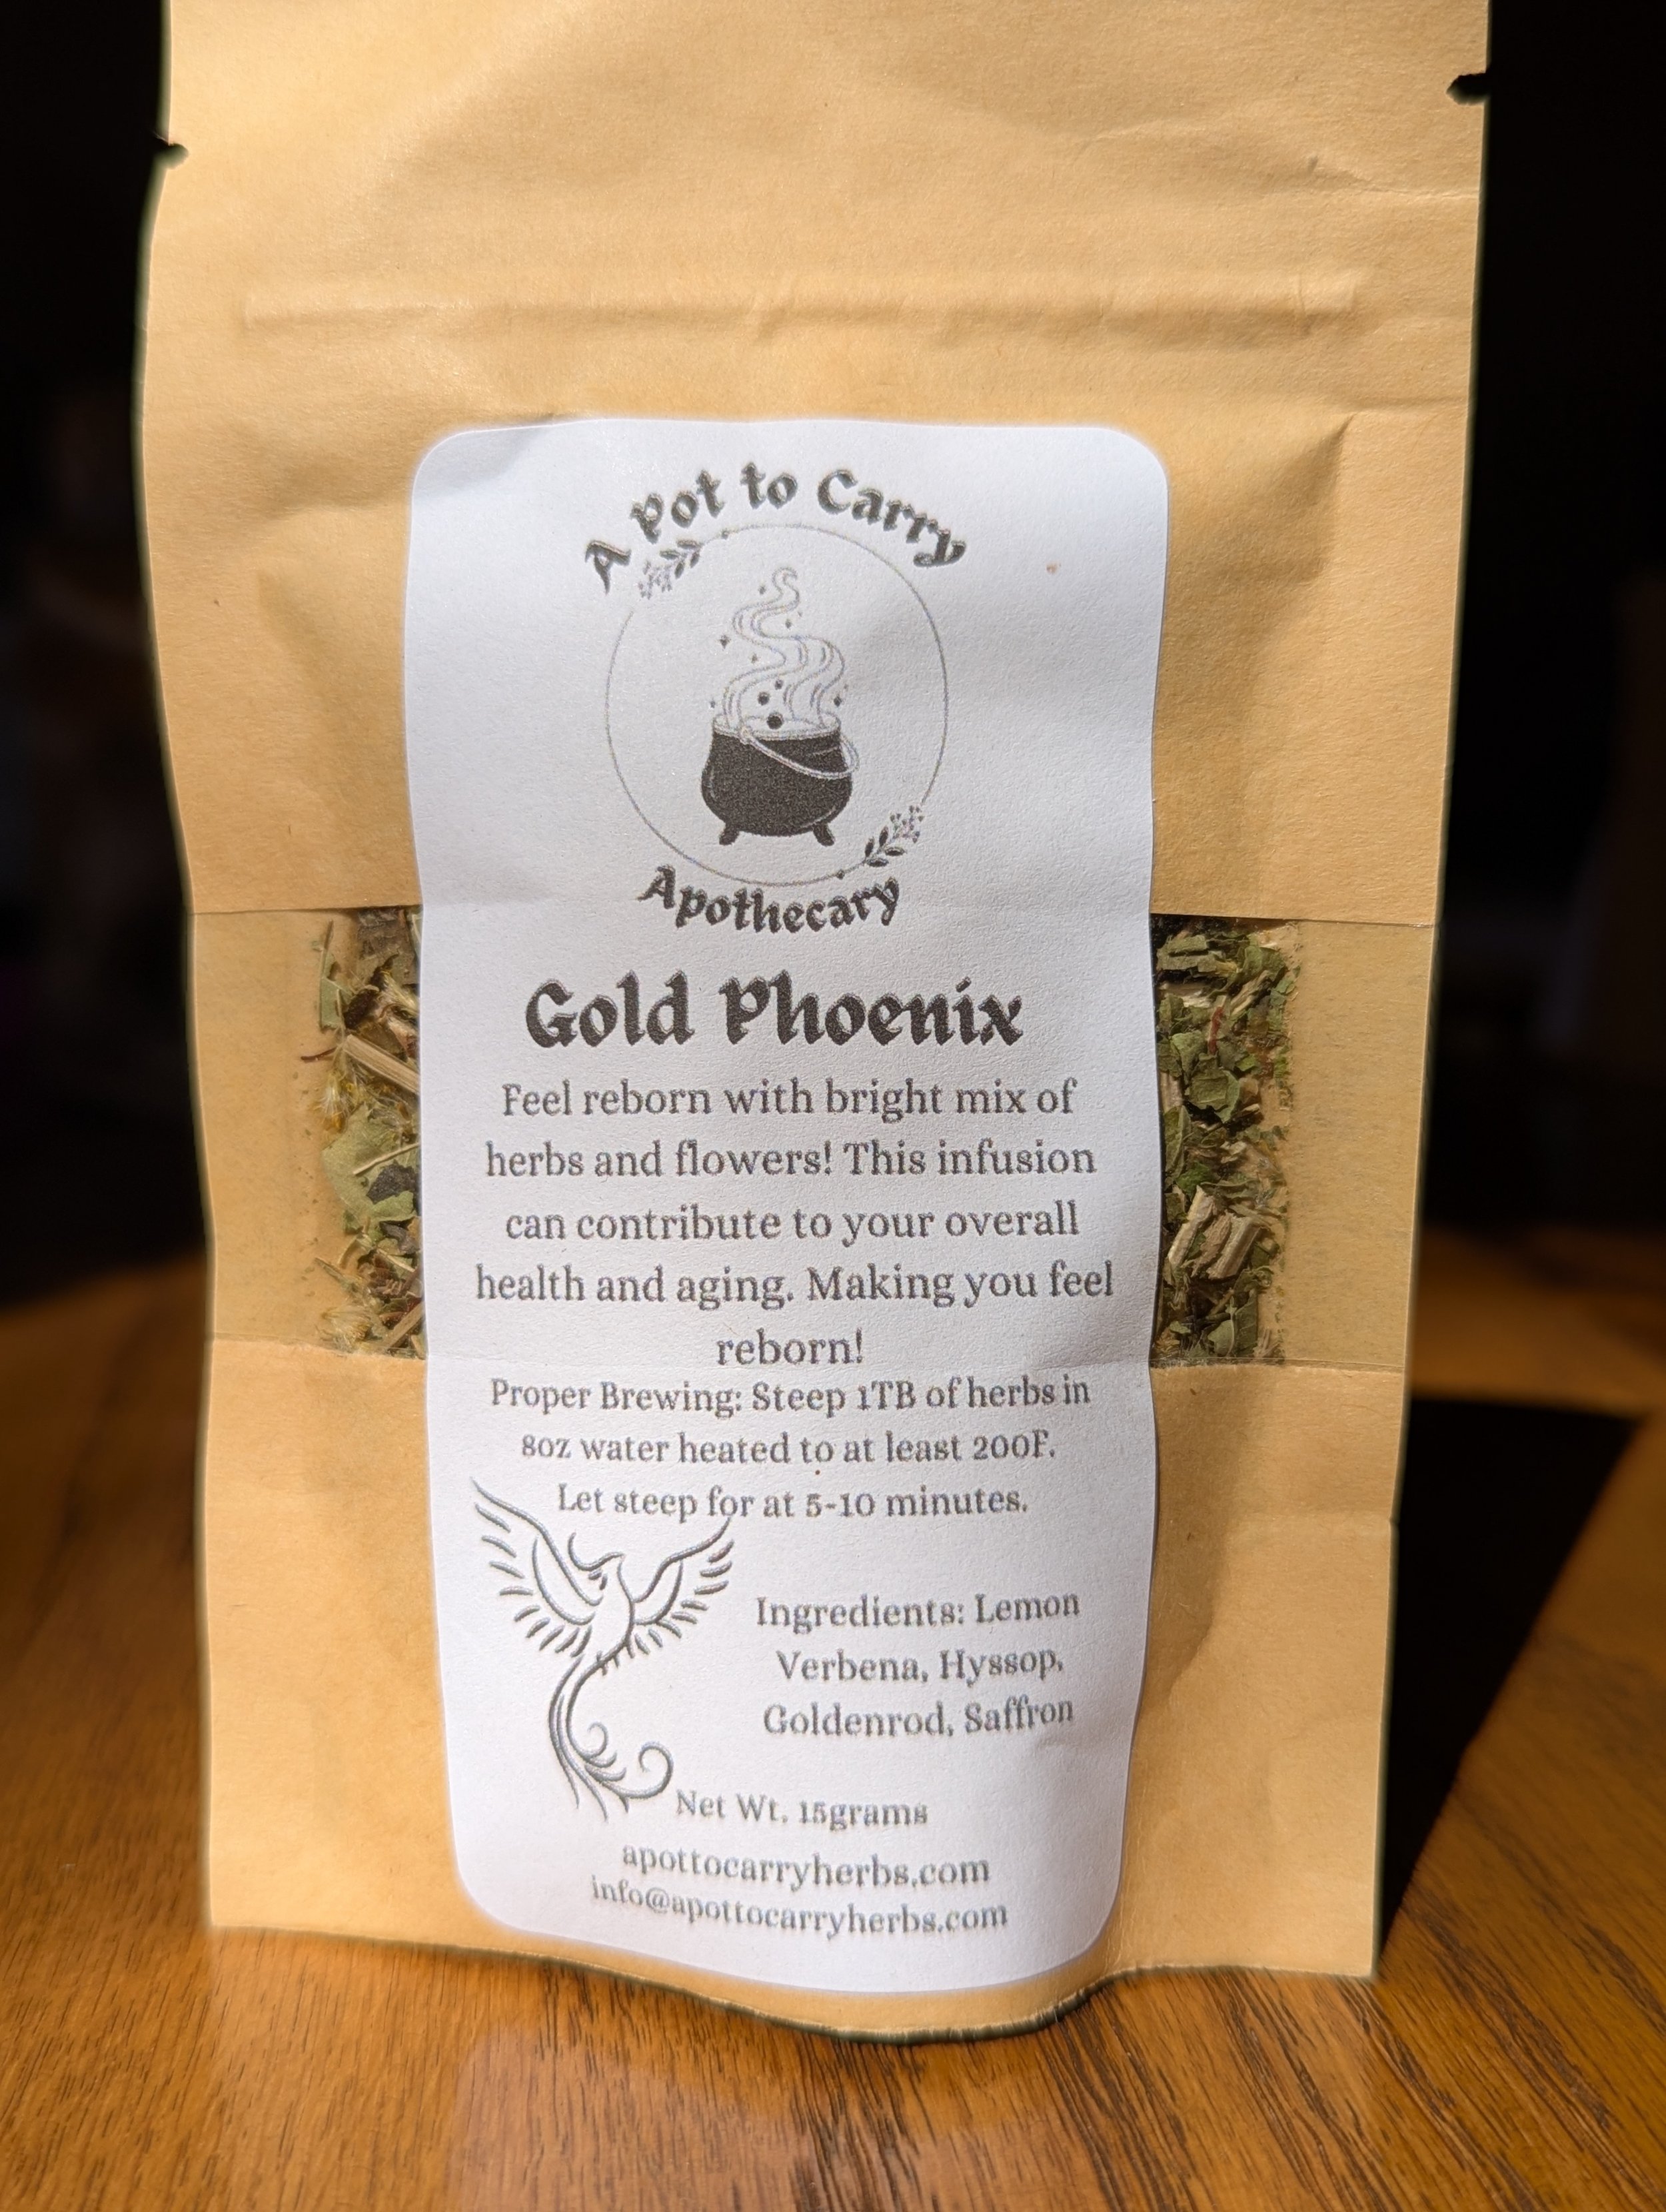 A Pot to Carry
Apothecary
Gold Phoenix
Feel reborn with bright mix of
herbs and flowers! This infusion
can contribute to your overall
health and aging. Making you feel
reborn!
Proper Brewing: Steep 1TB of herbs in
8oz water heated to at least 200F.
Let steep for at 5-10 minutes.
Ingredients: Lemon
Verbena, Hyssop,
Goldenrod, Saffron
Net Wt. 15grams
apottocarryherbs.com
info@apottocarryherbs.com